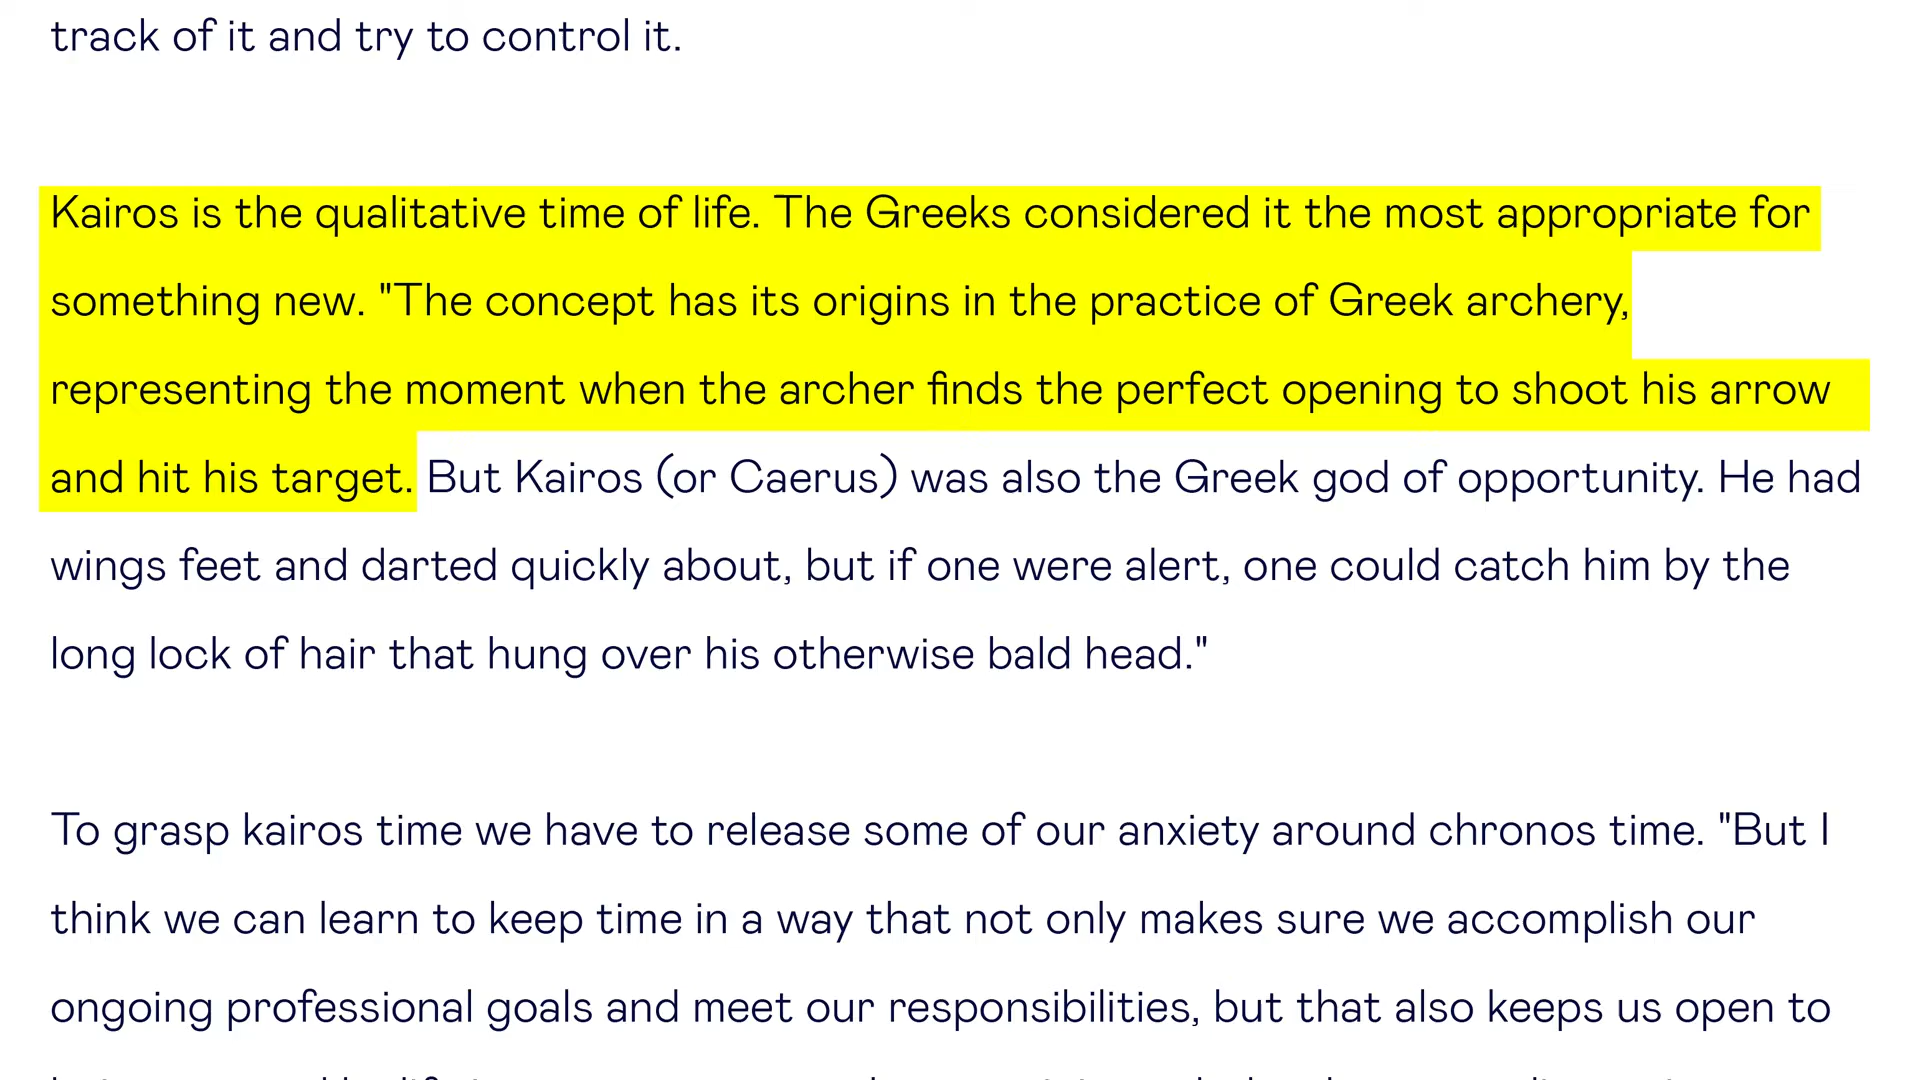 track of it and try to control it.
Kairos is the qualitative time of life. The Greeks considered it the most appropriate for
something new. "The concept has its origins in the practice of Greek archery,
representing the moment when the archer finds the perfect opening to shoot his arrow
and hit his target. But Kairos (or Caerus) was also the Greek god of opportunity. He had
wings feet and darted quickly about, but if one were alert, one could catch him by the
long lock of hair that hung over his otherwise bald head."
To grasp kairos time we have to release some of our anxiety around chronos time. "But I
think we can learn to keep time in a way that not only makes sure we accomplish our
ongoing professional goals and meet our responsibilities, but that also keeps us open to